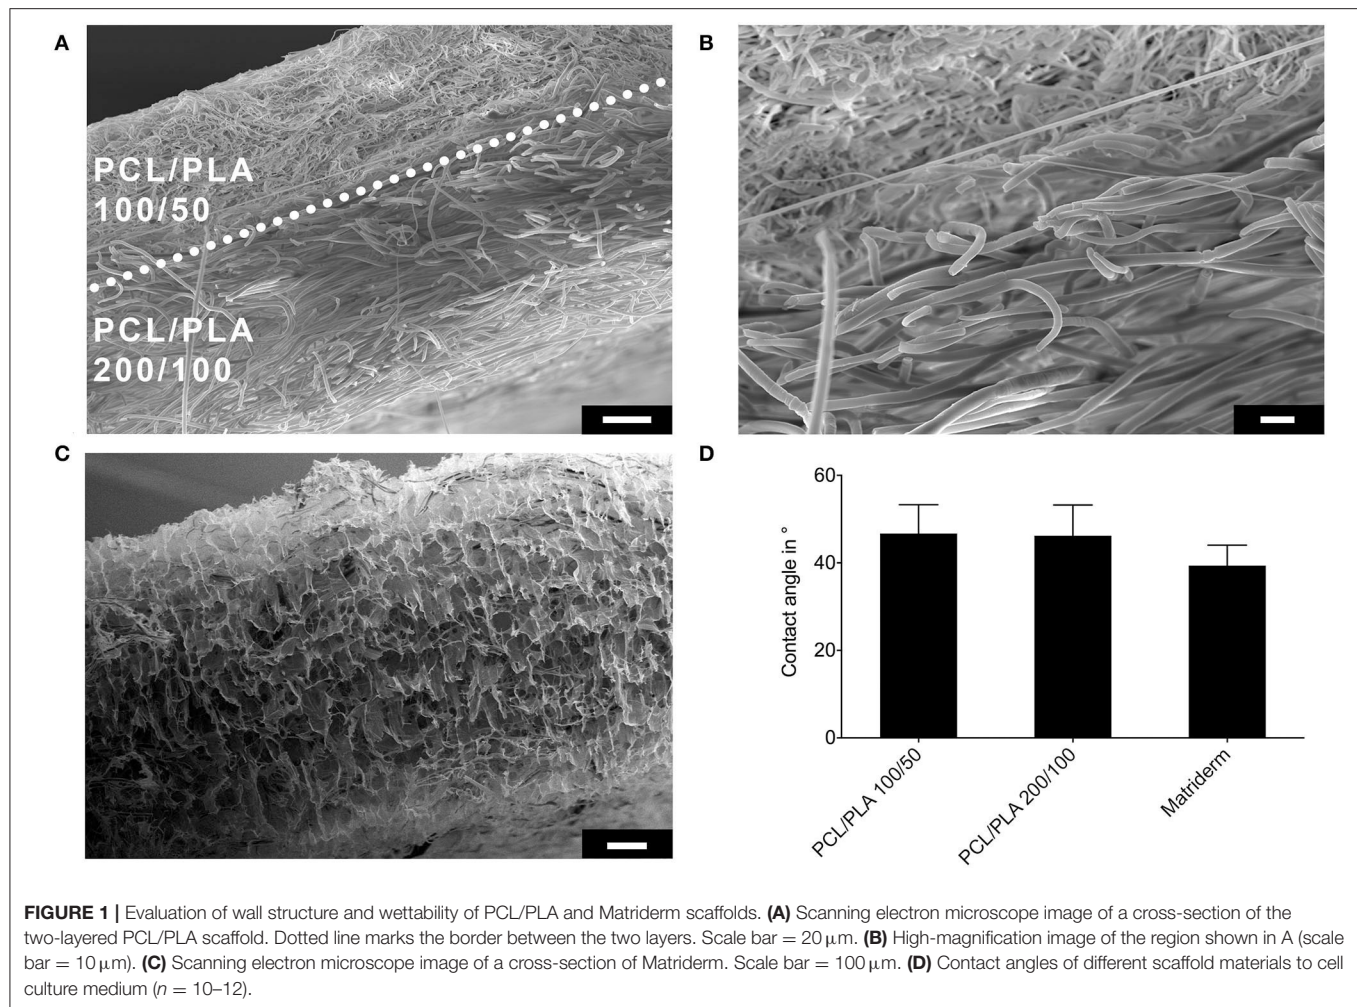 A
B
PCL/PLA
100/50
PCL/PLA
200/100
C
D
60
40
20
0
Contact angle in °
PCL/PLA 100/50
PCL/PLA 200/100
Matriderm
FIGURE 1 | Evaluation of wall structure and wettability of PCL/PLA and Matriderm scaffolds. (A) Scanning electron microscope image of a cross-section of the
two-layered PCL/PLA scaffold. Dotted line marks the border between the two layers. Scale bar = 20 μm. (B) High-magnification image of the region shown in A (scale
bar = 10 μm). (C) Scanning electron microscope image of a cross-section of Matriderm. Scale bar = 100 μm. (D) Contact angles of different scaffold materials to cell
culture medium (n = 10–12).